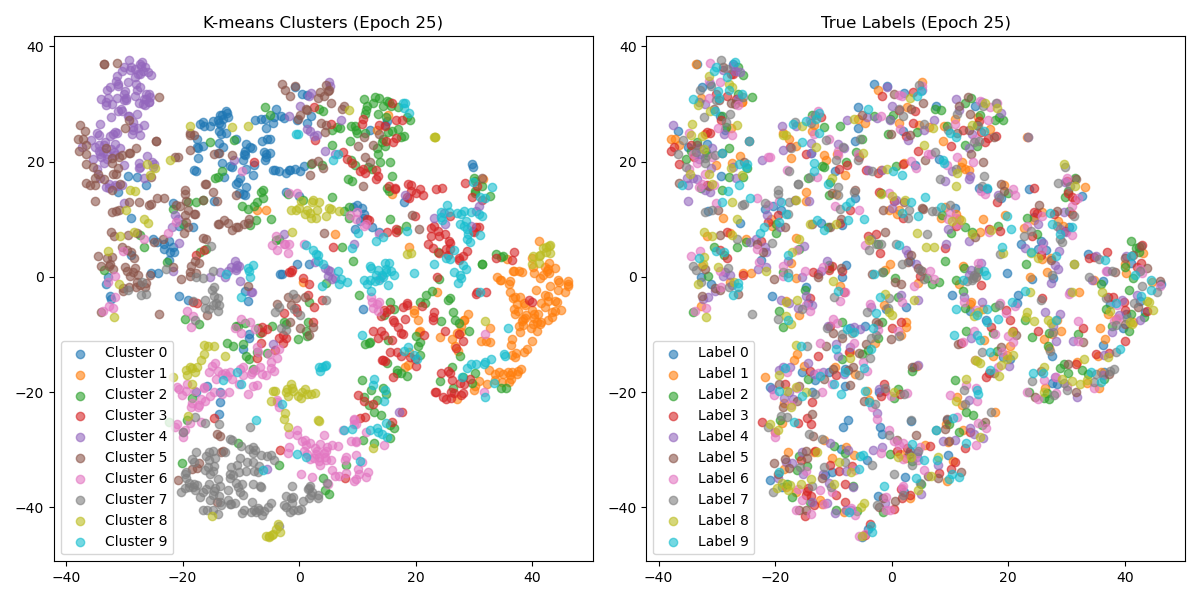 K-means Clusters (Epoch 25)
40
20
0
−20
−40
−40
−20
0
20
40
Cluster 0
Cluster 1
Cluster 2
Cluster 3
Cluster 4
Cluster 5
Cluster 6
Cluster 7
Cluster 8
Cluster 9
True Labels (Epoch 25)
40
20
0
−20
−40
−40
−20
0
20
40
Label 0
Label 1
Label 2
Label 3
Label 4
Label 5
Label 6
Label 7
Label 8
Label 9